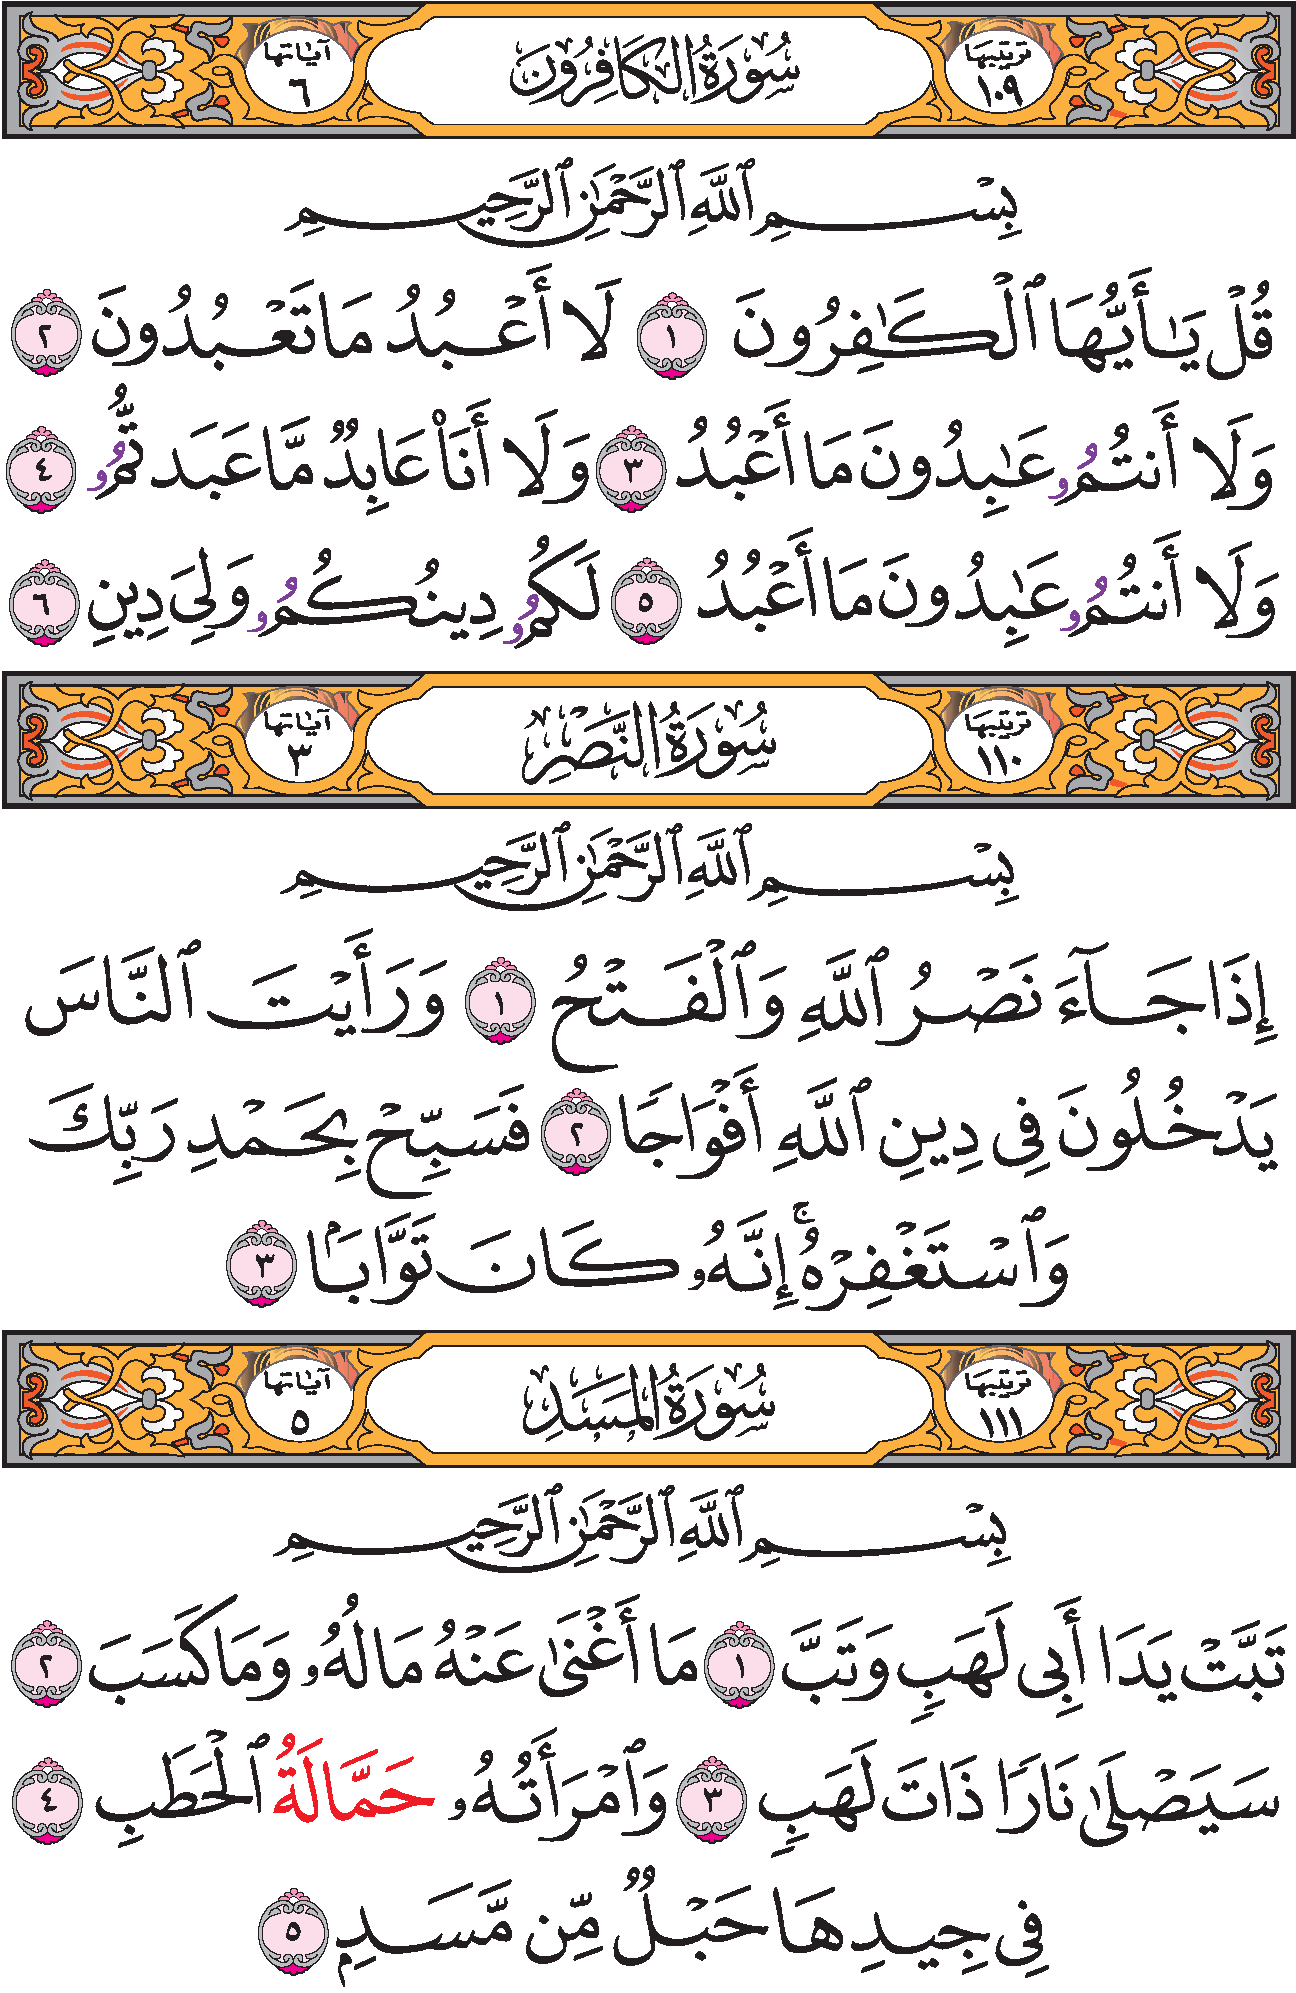 ترتيبها ١٠٩ سُورَةُ الكَافِرُون آياتها ٦
بِسْمِ ٱللَّهِ ٱلرَّحْمَٰنِ ٱلرَّحِيمِ
قُلْ يَٰأَيُّهَا ٱلْكَٰفِرُونَ ١ لَا أَعْبُدُ مَا تَعْبُدُونَ ٢
وَلَا أَنتُمُۥ عَٰبِدُونَ مَا أَعْبُدُ ٣ وَلَا أَنَا۠ عَابِدٌ مَّا عَبَدتُّمُۥ ٤
وَلَا أَنتُمُۥ عَٰبِدُونَ مَا أَعْبُدُ ٥ لَكُمُۥ دِينُكُمُۥ وَلِى دِينِ ٦
ترتيبها ١١٠ سُورَةُ النَّصْرِ آياتها ٣
بِسْمِ ٱللَّهِ ٱلرَّحْمَٰنِ ٱلرَّحِيمِ
إِذَا جَآءَ نَصْرُ ٱللَّهِ وَٱلْفَتْحُ ١ وَرَأَيْتَ ٱلنَّاسَ
يَدْخُلُونَ فِى دِينِ ٱللَّهِ أَفْوَاجًا ٢ فَسَبِّحْ بِحَمْدِ رَبِّكَ
وَٱسْتَغْفِرْهُ ۚ إِنَّهُۥ كَانَ تَوَّابَۢا ٣
ترتيبها ١١١ سُورَةُ المَسَدِ آياتها ٥
بِسْمِ ٱللَّهِ ٱلرَّحْمَٰنِ ٱلرَّحِيمِ
تَبَّتْ يَدَا أَبِى لَهَبٍ وَتَبَّ ١ مَا أَغْنَىٰ عَنْهُ مَالُهُۥ وَمَا كَسَبَ ٢
سَيَصْلَىٰ نَارًا ذَاتَ لَهَبٍ ٣ وَٱمْرَأَتُهُۥ حَمَّالَةُ ٱلْحَطَبِ ٤
فِى جِيدِهَا حَبْلٌ مِّن مَّسَدِۭ ٥